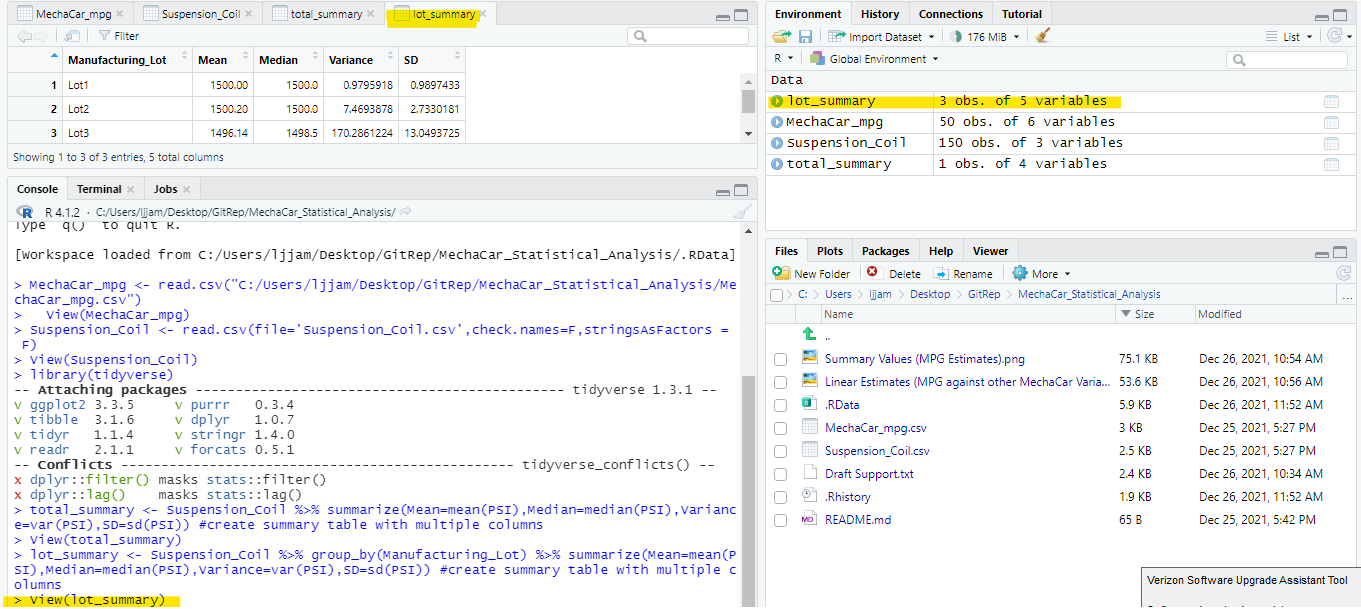 MechaCar_mpg × Suspension_Coil × total_summary × lot_summary ×
Filter
Manufacturing_Lot Mean Median Variance SD
1 Lot1 1500.00 1500.0 0.9795918 0.9897433
2 Lot2 1500.20 1500.0 7.4693878 2.7330181
3 Lot3 1496.14 1498.5 170.2861224 13.0493725
Showing 1 to 3 of 3 entries, 5 total columns
Console Terminal × Jobs ×
R R 4.1.2 · C:/Users/ljjam/Desktop/GitRep/MechaCar_Statistical_Analysis/
Type 'q()' to quit R.
[Workspace loaded from C:/Users/ljjam/Desktop/GitRep/MechaCar_Statistical_Analysis/.RData]
> MechaCar_mpg <- read.csv("C:/Users/ljjam/Desktop/GitRep/MechaCar_Statistical_Analysis/Me
chaCar_mpg.csv")
>   View(MechaCar_mpg)
> Suspension_Coil <- read.csv(file='Suspension_Coil.csv',check.names=F,stringsAsFactors =
 F)
> View(Suspension_Coil)
> library(tidyverse)
-- Attaching packages --------------------------------------------- tidyverse 1.3.1 --
v ggplot2 3.3.5     v purrr   0.3.4
v tibble  3.1.6     v dplyr   1.0.7
v tidyr   1.1.4     v stringr 1.4.0
v readr   2.1.1     v forcats 0.5.1
-- Conflicts ------------------------------------------------ tidyverse_conflicts() --
x dplyr::filter() masks stats::filter()
x dplyr::lag()    masks stats::lag()
> total_summary <- Suspension_Coil %>% summarize(Mean=mean(PSI),Median=median(PSI),Varianc
e=var(PSI),SD=sd(PSI)) #create summary table with multiple columns
> View(total_summary)
> lot_summary <- Suspension_Coil %>% group_by(Manufacturing_Lot) %>% summarize(Mean=mean(P
SI),Median=median(PSI),Variance=var(PSI),SD=sd(PSI)) #create summary table with multiple c
olumns
> View(lot_summary)
Environment History Connections Tutorial
Import Dataset 176 MiB List
R Global Environment
Data
lot_summary 3 obs. of 5 variables
MechaCar_mpg 50 obs. of 6 variables
Suspension_Coil 150 obs. of 3 variables
total_summary 1 obs. of 4 variables
Files Plots Packages Help Viewer
New Folder Delete Rename More
C: Users ljjam Desktop GitRep MechaCar_Statistical_Analysis ...
Name Size Modified
..
Summary Values (MPG Estimates).png 75.1 KB Dec 26, 2021, 10:54 AM
Linear Estimates (MPG against other MechaCar Varia... 53.6 KB Dec 26, 2021, 10:56 AM
.RData 5.9 KB Dec 26, 2021, 11:52 AM
MechaCar_mpg.csv 3 KB Dec 25, 2021, 5:27 PM
Suspension_Coil.csv 2.5 KB Dec 25, 2021, 5:27 PM
Draft Support.txt 2.4 KB Dec 26, 2021, 10:34 AM
.Rhistory 1.9 KB Dec 26, 2021, 11:52 AM
MD README.md 65 B Dec 25, 2021, 5:42 PM
Verizon Software Upgrade Assistant Tool